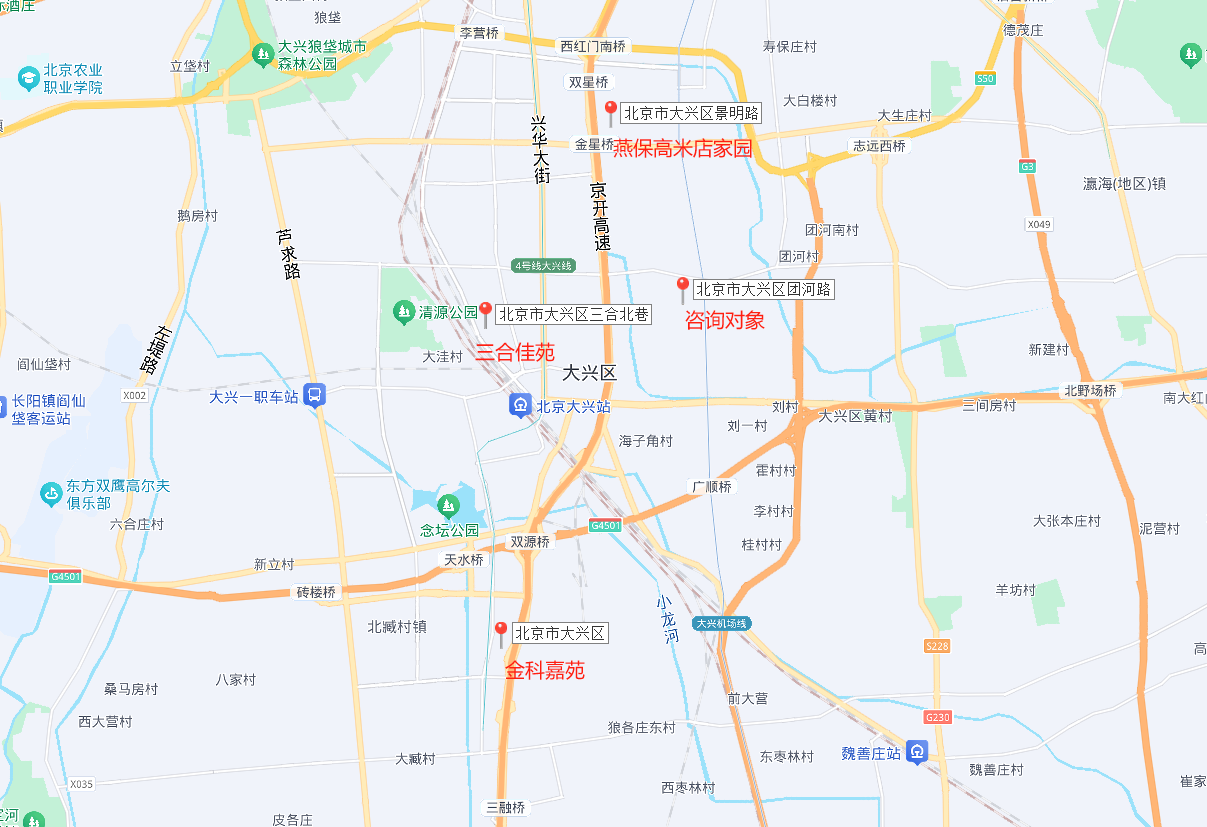 示酒庄
狼垡
李营桥
德茂庄
大兴狼垡城市
森林公园
西红门南桥
寿保庄村
立垡村
北京农业
职业学院
双星桥
S50
大白楼村
北京市大兴区景明路
大生庄村
兴华大街
金星桥
燕保高米店家园
志远西桥
G3
瀛海(地区)镇
京开高速
鹅房村
X049
团河南村
芦求路
团河村
4号线大兴线
北京市大兴区团河路
清源公园
北京市大兴区三合北巷
咨询对象
左堤路
大洼村
三合佳苑
新建村
阎仙垡村
大兴区
X002
大兴一职车站
北野场桥
长阳镇阎仙
垡客运站
北京大兴站
刘村
大兴区黄村
三间房村
刘一村
海子角村
霍村村
东方双鹰高尔夫
俱乐部
广顺桥
念坛公园
李村村
六合庄村
G4501
大张本庄村
泥营村
双源桥
桂村村
天水桥
新立村
G4501
砖楼桥
羊坊村
小龙河
大兴机场线
北臧村镇
北京市大兴区
S228
金科嘉苑
八家村
桑马房村
前大营
西大营村
狼各庄东村
G230
大臧村
东枣林村
魏善庄站
魏善庄村
X035
西枣林村
崔家
三融桥
皮各庄